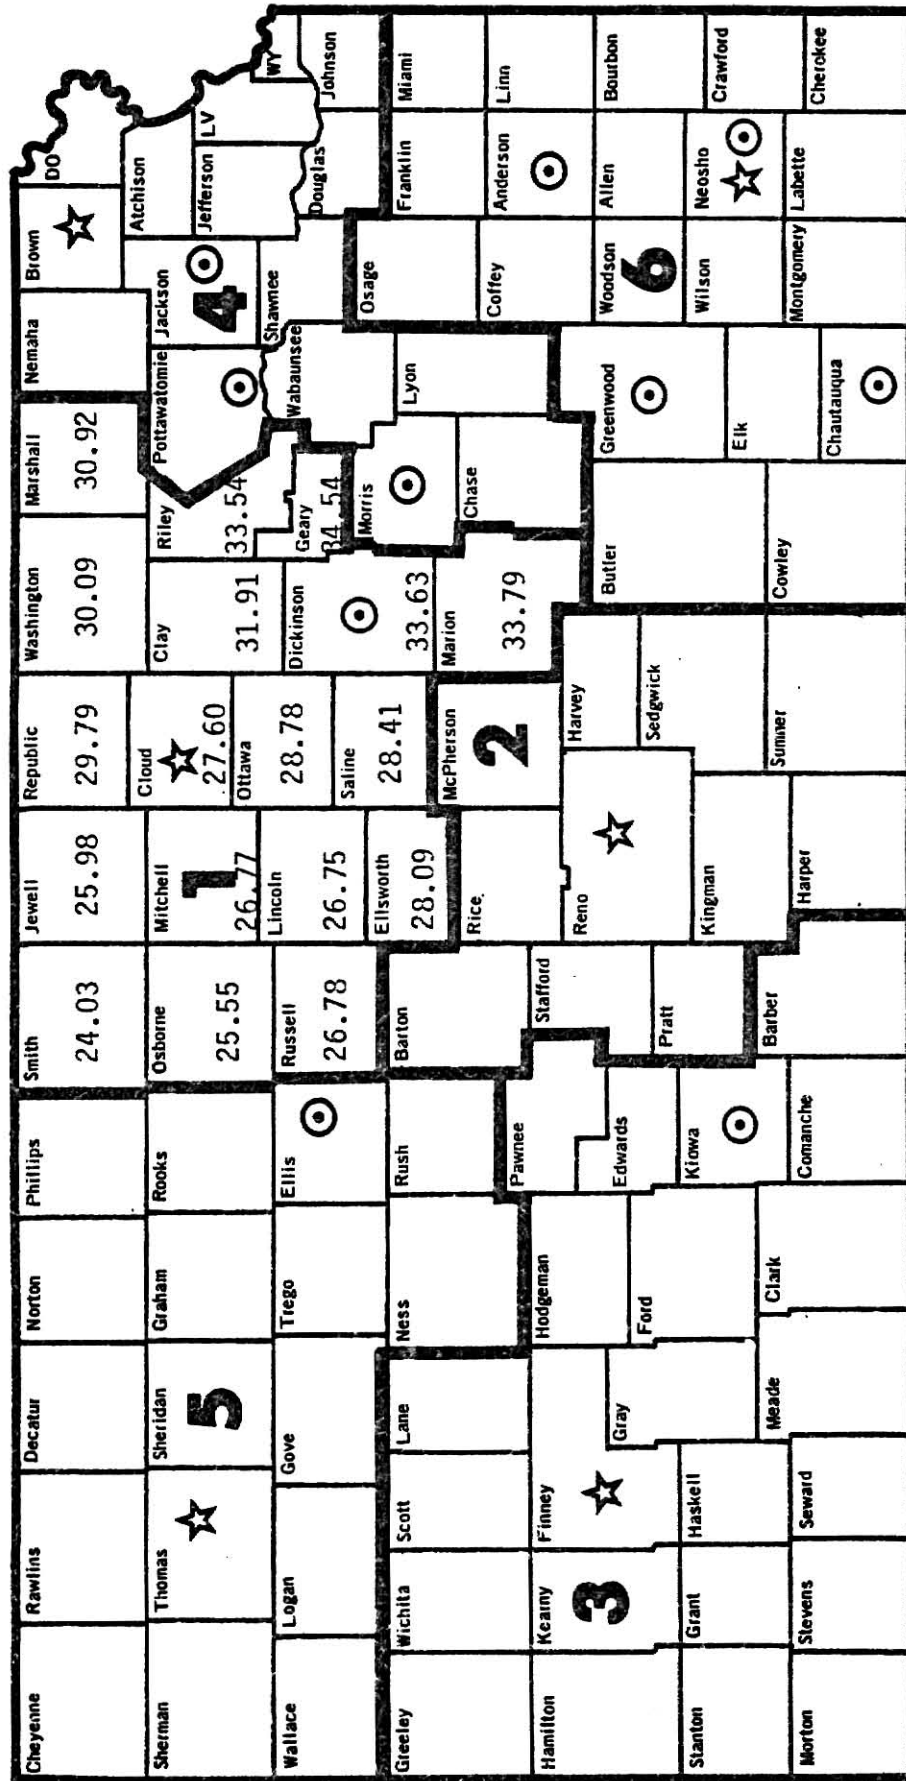 Cheyenne
Rawlins
Decatur
Norton
Phillips
Smith
24.03
Jewell
25.98
Republic
29.79
Washington
30.09
Marshall
30.92
Nemaha
Brown
DO
Sherman
Thomas
Sheridan
5
Graham
Rooks
Osborne
25.55
Mitchell
1
26.77
Cloud
27.60
Clay
31.91
Riley
33.54
Pottawatomie
Jackson
4
Atchison
Jefferson
LV
WY
Wallace
Logan
Gove
Trego
Ellis
Russell
26.78
Lincoln
26.75
Ottawa
28.78
Saline
28.41
Dickinson
33.63
Geary
34.54
Wabaunsee
Shawnee
Douglas
Johnson
Greeley
Wichita
Scott
Lane
Ness
Rush
Barton
Ellsworth
28.09
Rice
McPherson
2
Marion
33.79
Morris
Chase
Lyon
Osage
Franklin
Miami
Hamilton
Kearny
3
Finney
Hodgeman
Pawnee
Stafford
Reno
Harvey
Butler
Greenwood
Coffey
Anderson
Linn
Gray
Ford
Edwards
Pratt
Sedgwick
Woodson
6
Allen
Bourbon
Stanton
Grant
Haskell
Kiowa
Kingman
Elk
Wilson
Neosho
Crawford
Morton
Stevens
Seward
Meade
Clark
Comanche
Barber
Harper
Sumner
Cowley
Chautauqua
Montgomery
Labette
Cherokee